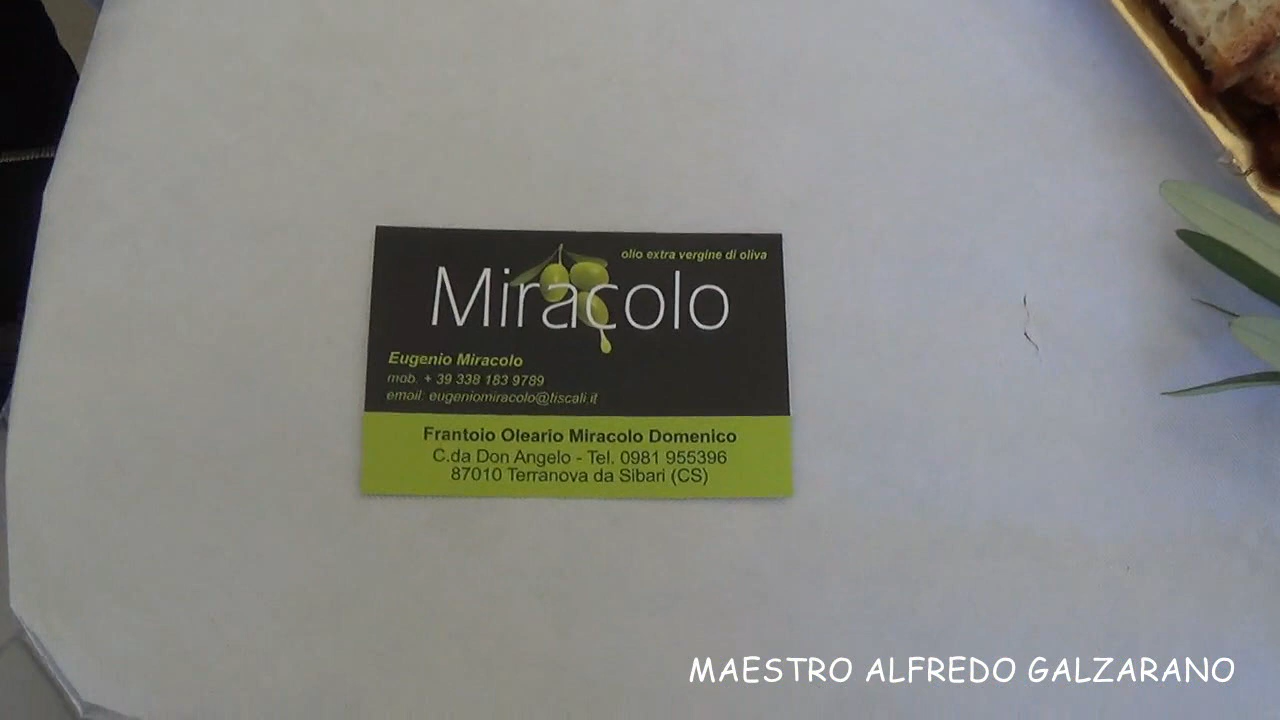 olio extra vergine di oliva
Miracolo
Eugenio Miracolo
mob. + 39 338 183 9789
email: eugeniomiracolo@tiscali.it
Frantoio Oleario Miracolo Domenico
C.da Don Angelo - Tel. 0981 955396
87010 Terranova da Sibari (CS)
MAESTRO ALFREDO GALZARANO